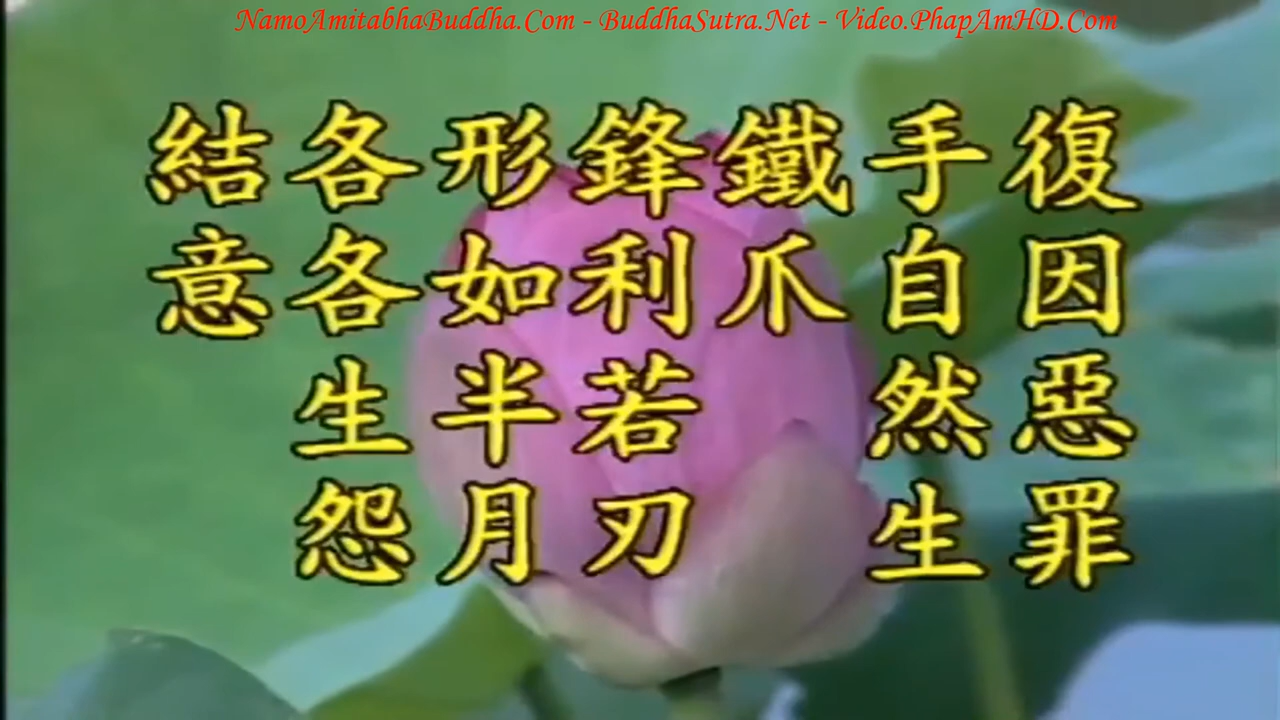 NamoAmitabhaBuddha.Com - BuddhaSutra.Net - Video.PhapAmHD.Com
復因惡罪
手自然生
鐵爪
鋒利若刃
形如半月
各各生怨
結意